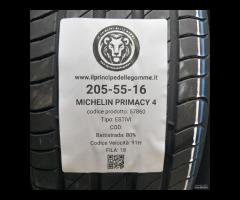 www.ilprincipedellegomme.it
205-55-16
MICHELIN PRIMACY 4
codice prodotto: 57860
Tipo: ESTIVI
COD:
Battistrada: 80%
Codice Velocità: 91H
FILA: 18